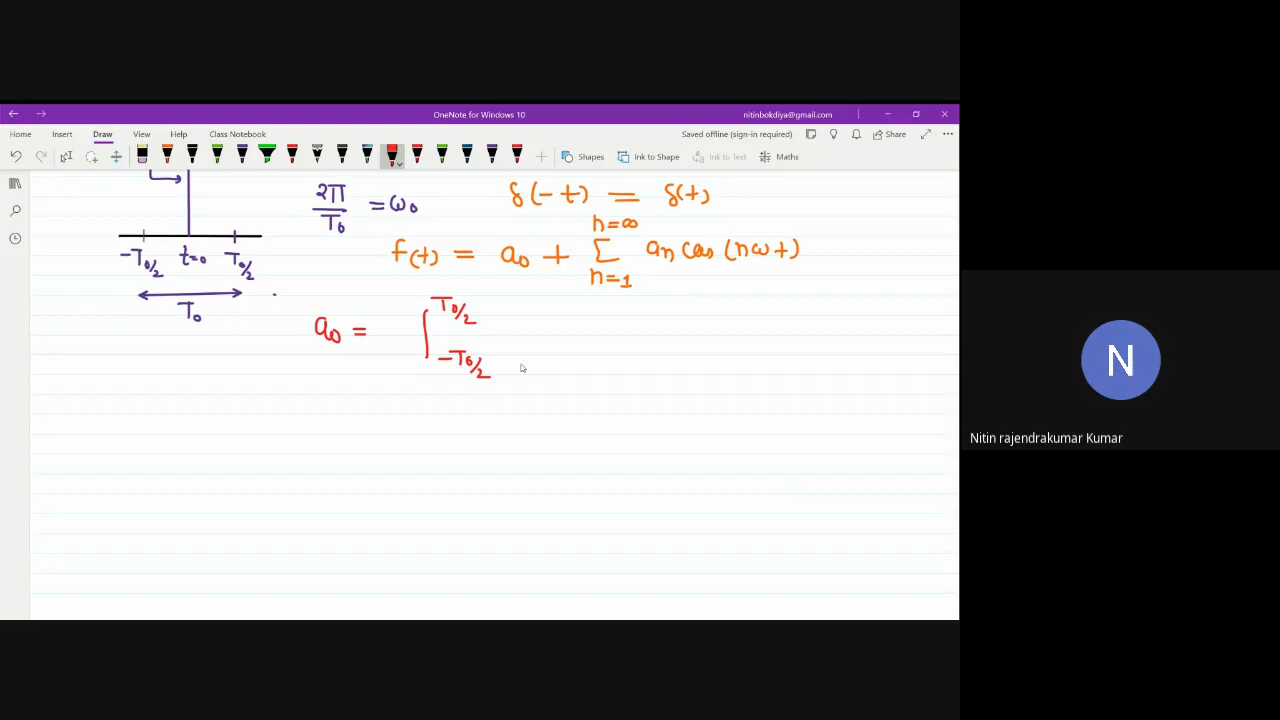 OneNote for Windows 10
nitinbokdiya@gmail.com
Home Insert Draw View Help Class Notebook
Saved offline (sign-in required) Share
Shapes Ink to Shape Ink to Text Maths
2π/T₀ = ω₀
δ(-t) = δ(t)
f(t) = a₀ + ∑ n=1 n=∞ an cos(nωt)
-T₀/2 t=0 T₀/2
T₀
a₀ = ∫ -T₀/2 T₀/2
N
Nitin rajendrakumar Kumar